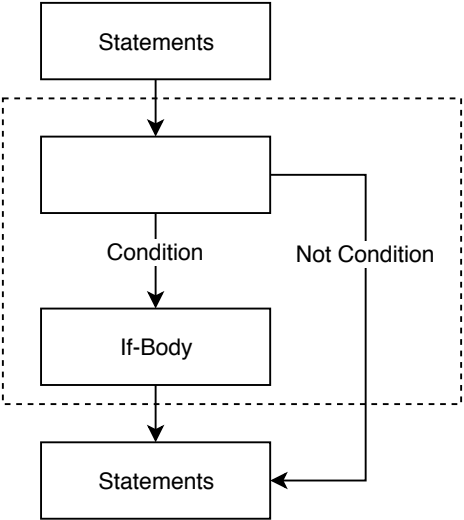 Statements
Condition
Not Condition
If-Body
Statements